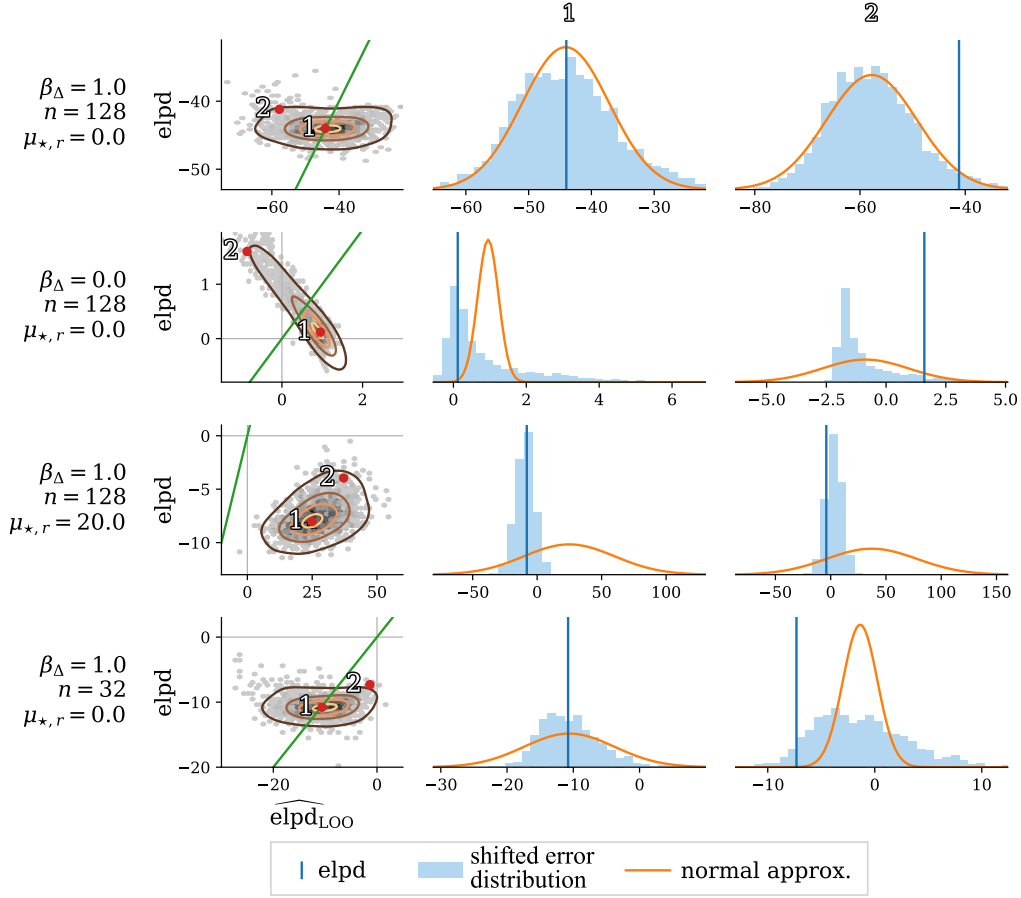 1 2
β_Δ = 1.0
n = 128
μ_{⋆, r} = 0.0
elpd
−40
−50
2
1
−60 −40
−60 −50 −40 −30
−80 −60 −40
β_Δ = 0.0
n = 128
μ_{⋆, r} = 0.0
elpd
1
0
2
1
0 2
0 2 4 6
−5.0 −2.5 0.0 2.5 5.0
β_Δ = 1.0
n = 128
μ_{⋆, r} = 20.0
elpd
0
−5
−10
2
1
0 25 50
−50 0 50 100
−50 0 50 100 150
β_Δ = 1.0
n = 32
μ_{⋆, r} = 0.0
elpd
0
−10
−20
2
1
−20 0
−30 −20 −10 0
−10 0 10
\widehat{elpd}_{LOO}
elpd
shifted error
distribution
normal approx.